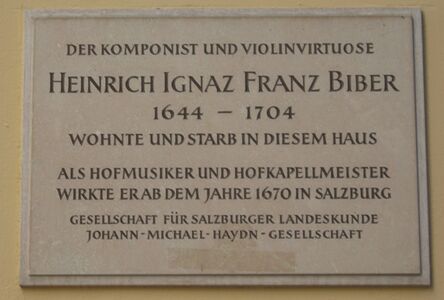 DER KOMPONIST UND VIOLINVIRTUOSE
HEINRICH IGNAZ FRANZ BIBER
1644 – 1704
WOHNTE UND STARB IN DIESEM HAUS
ALS HOFMUSIKER UND HOFKAPELLMEISTER
WIRKTE ER AB DEM JAHRE 1670 IN SALZBURG
GESELLSCHAFT FÜR SALZBURGER LANDESKUNDE
JOHANN-MICHAEL-HAYDN-GESELLSCHAFT